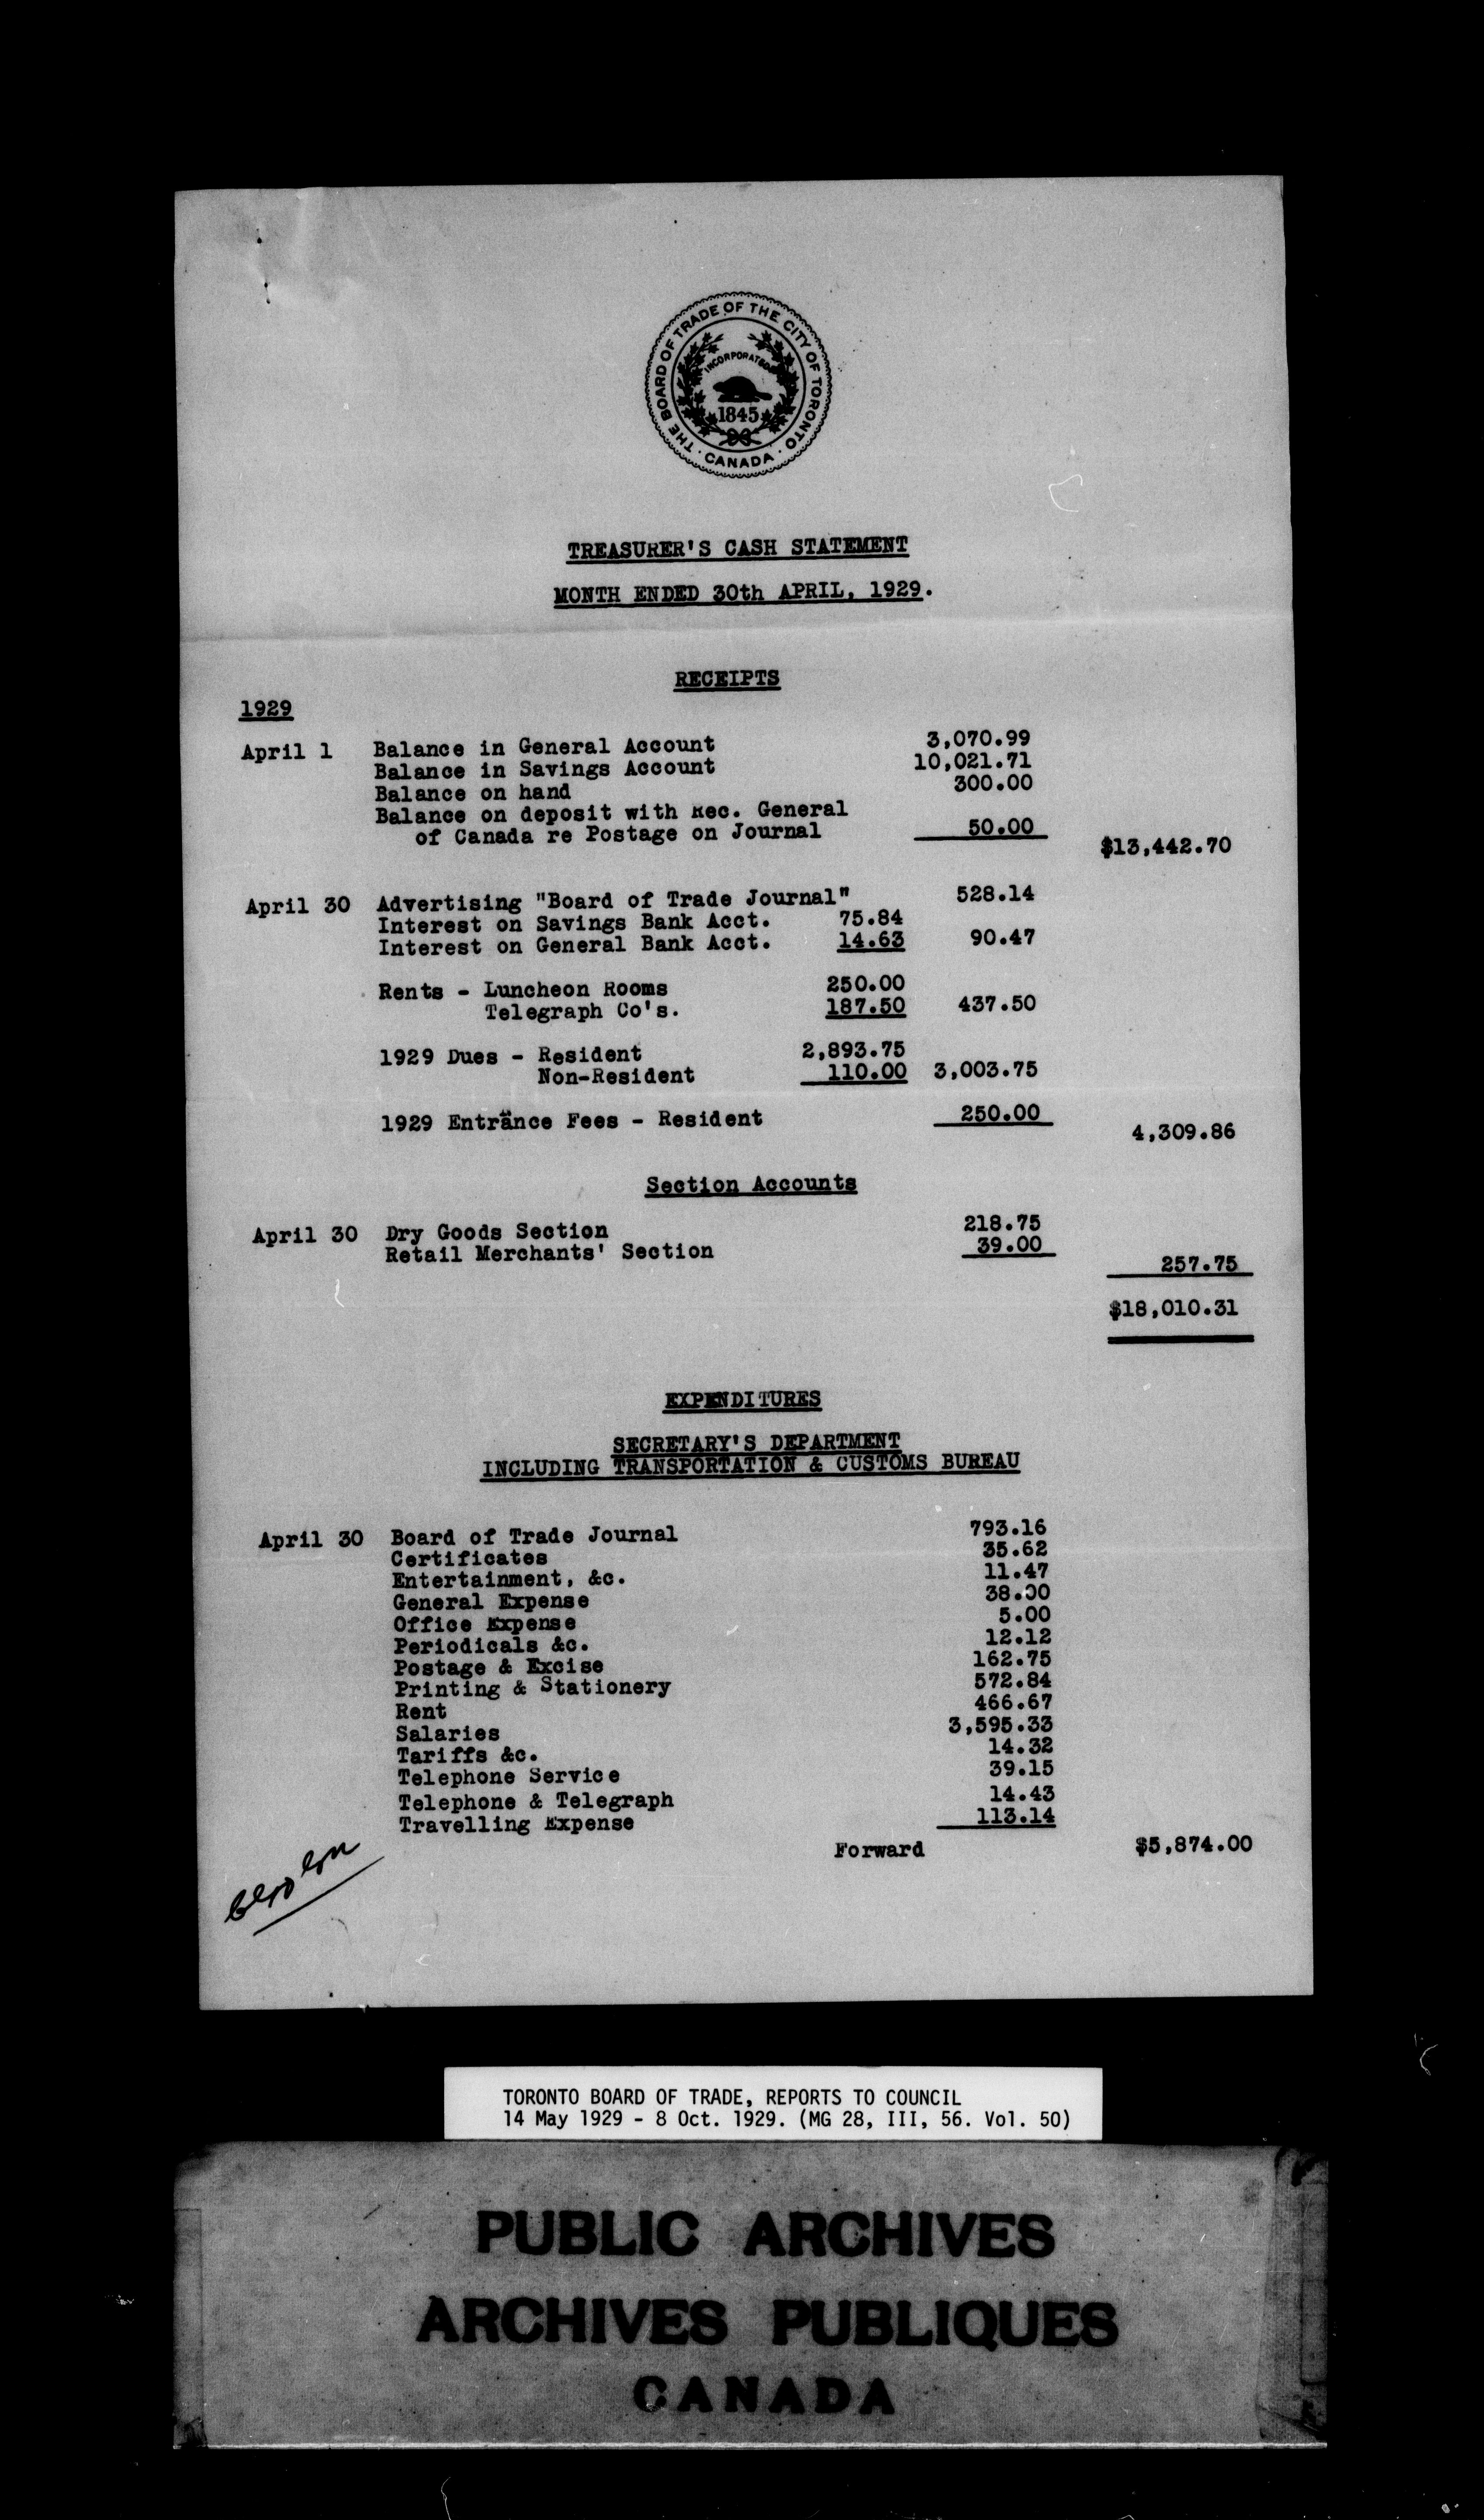 THE BOARD OF TRADE OF THE CITY OF TORONTO
INCORPORATED
1845
· CANADA ·
TREASURER'S CASH STATEMENT
MONTH ENDED 30th APRIL, 1929.
RECEIPTS
1929
April 1 Balance in General Account 3,070.99
Balance in Savings Account 10,021.71
Balance on hand 300.00
Balance on deposit with Rec. General
of Canada re Postage on Journal 50.00
$13,442.70
April 30 Advertising "Board of Trade Journal" 528.14
Interest on Savings Bank Acct. 75.84
Interest on General Bank Acct. 14.63 90.47
Rents - Luncheon Rooms 250.00
Telegraph Co's. 187.50 437.50
1929 Dues - Resident 2,893.75
Non-Resident 110.00 3,003.75
1929 Entrance Fees - Resident 250.00
4,309.86
Section Accounts
April 30 Dry Goods Section 218.75
Retail Merchants' Section 39.00
257.75
$18,010.31
EXPENDITURES
SECRETARY'S DEPARTMENT
INCLUDING TRANSPORTATION & CUSTOMS BUREAU
April 30 Board of Trade Journal 793.16
Certificates 35.62
Entertainment, &c. 11.47
General Expense 38.00
Office Expense 5.00
Periodicals &c. 12.12
Postage & Excise 162.75
Printing & Stationery 572.84
Rent 466.67
Salaries 3,595.33
Tariffs &c. 14.32
Telephone Service 39.15
Telephone & Telegraph 14.43
Travelling Expense 113.14
Forward $5,874.00
TORONTO BOARD OF TRADE, REPORTS TO COUNCIL
14 May 1929 - 8 Oct. 1929. (MG 28, III, 56. Vol. 50)
PUBLIC ARCHIVES
ARCHIVES PUBLIQUES
CANADA